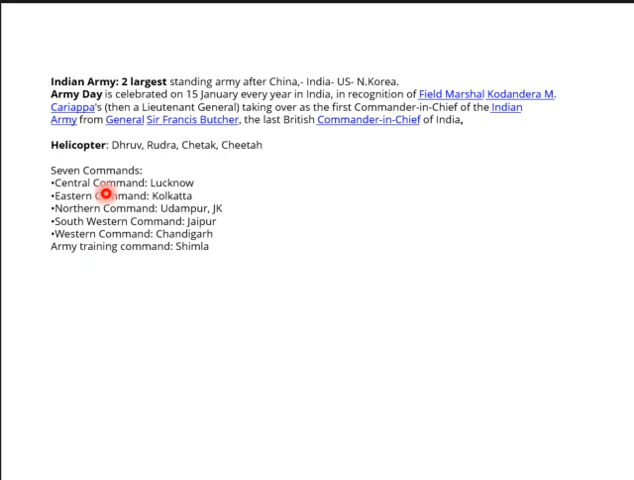 Indian Army: 2 largest standing army after China,- India- US- N.Korea.
Army Day is celebrated on 15 January every year in India, in recognition of Field Marshal Kodandera M.
Cariappa's (then a Lieutenant General) taking over as the first Commander-in-Chief of the Indian
Army from General Sir Francis Butcher, the last British Commander-in-Chief of India,
Helicopter: Dhruv, Rudra, Chetak, Cheetah
Seven Commands:
•Central Command: Lucknow
•Eastern Command: Kolkatta
•Northern Command: Udampur, JK
•South Western Command: Jaipur
•Western Command: Chandigarh
Army training command: Shimla